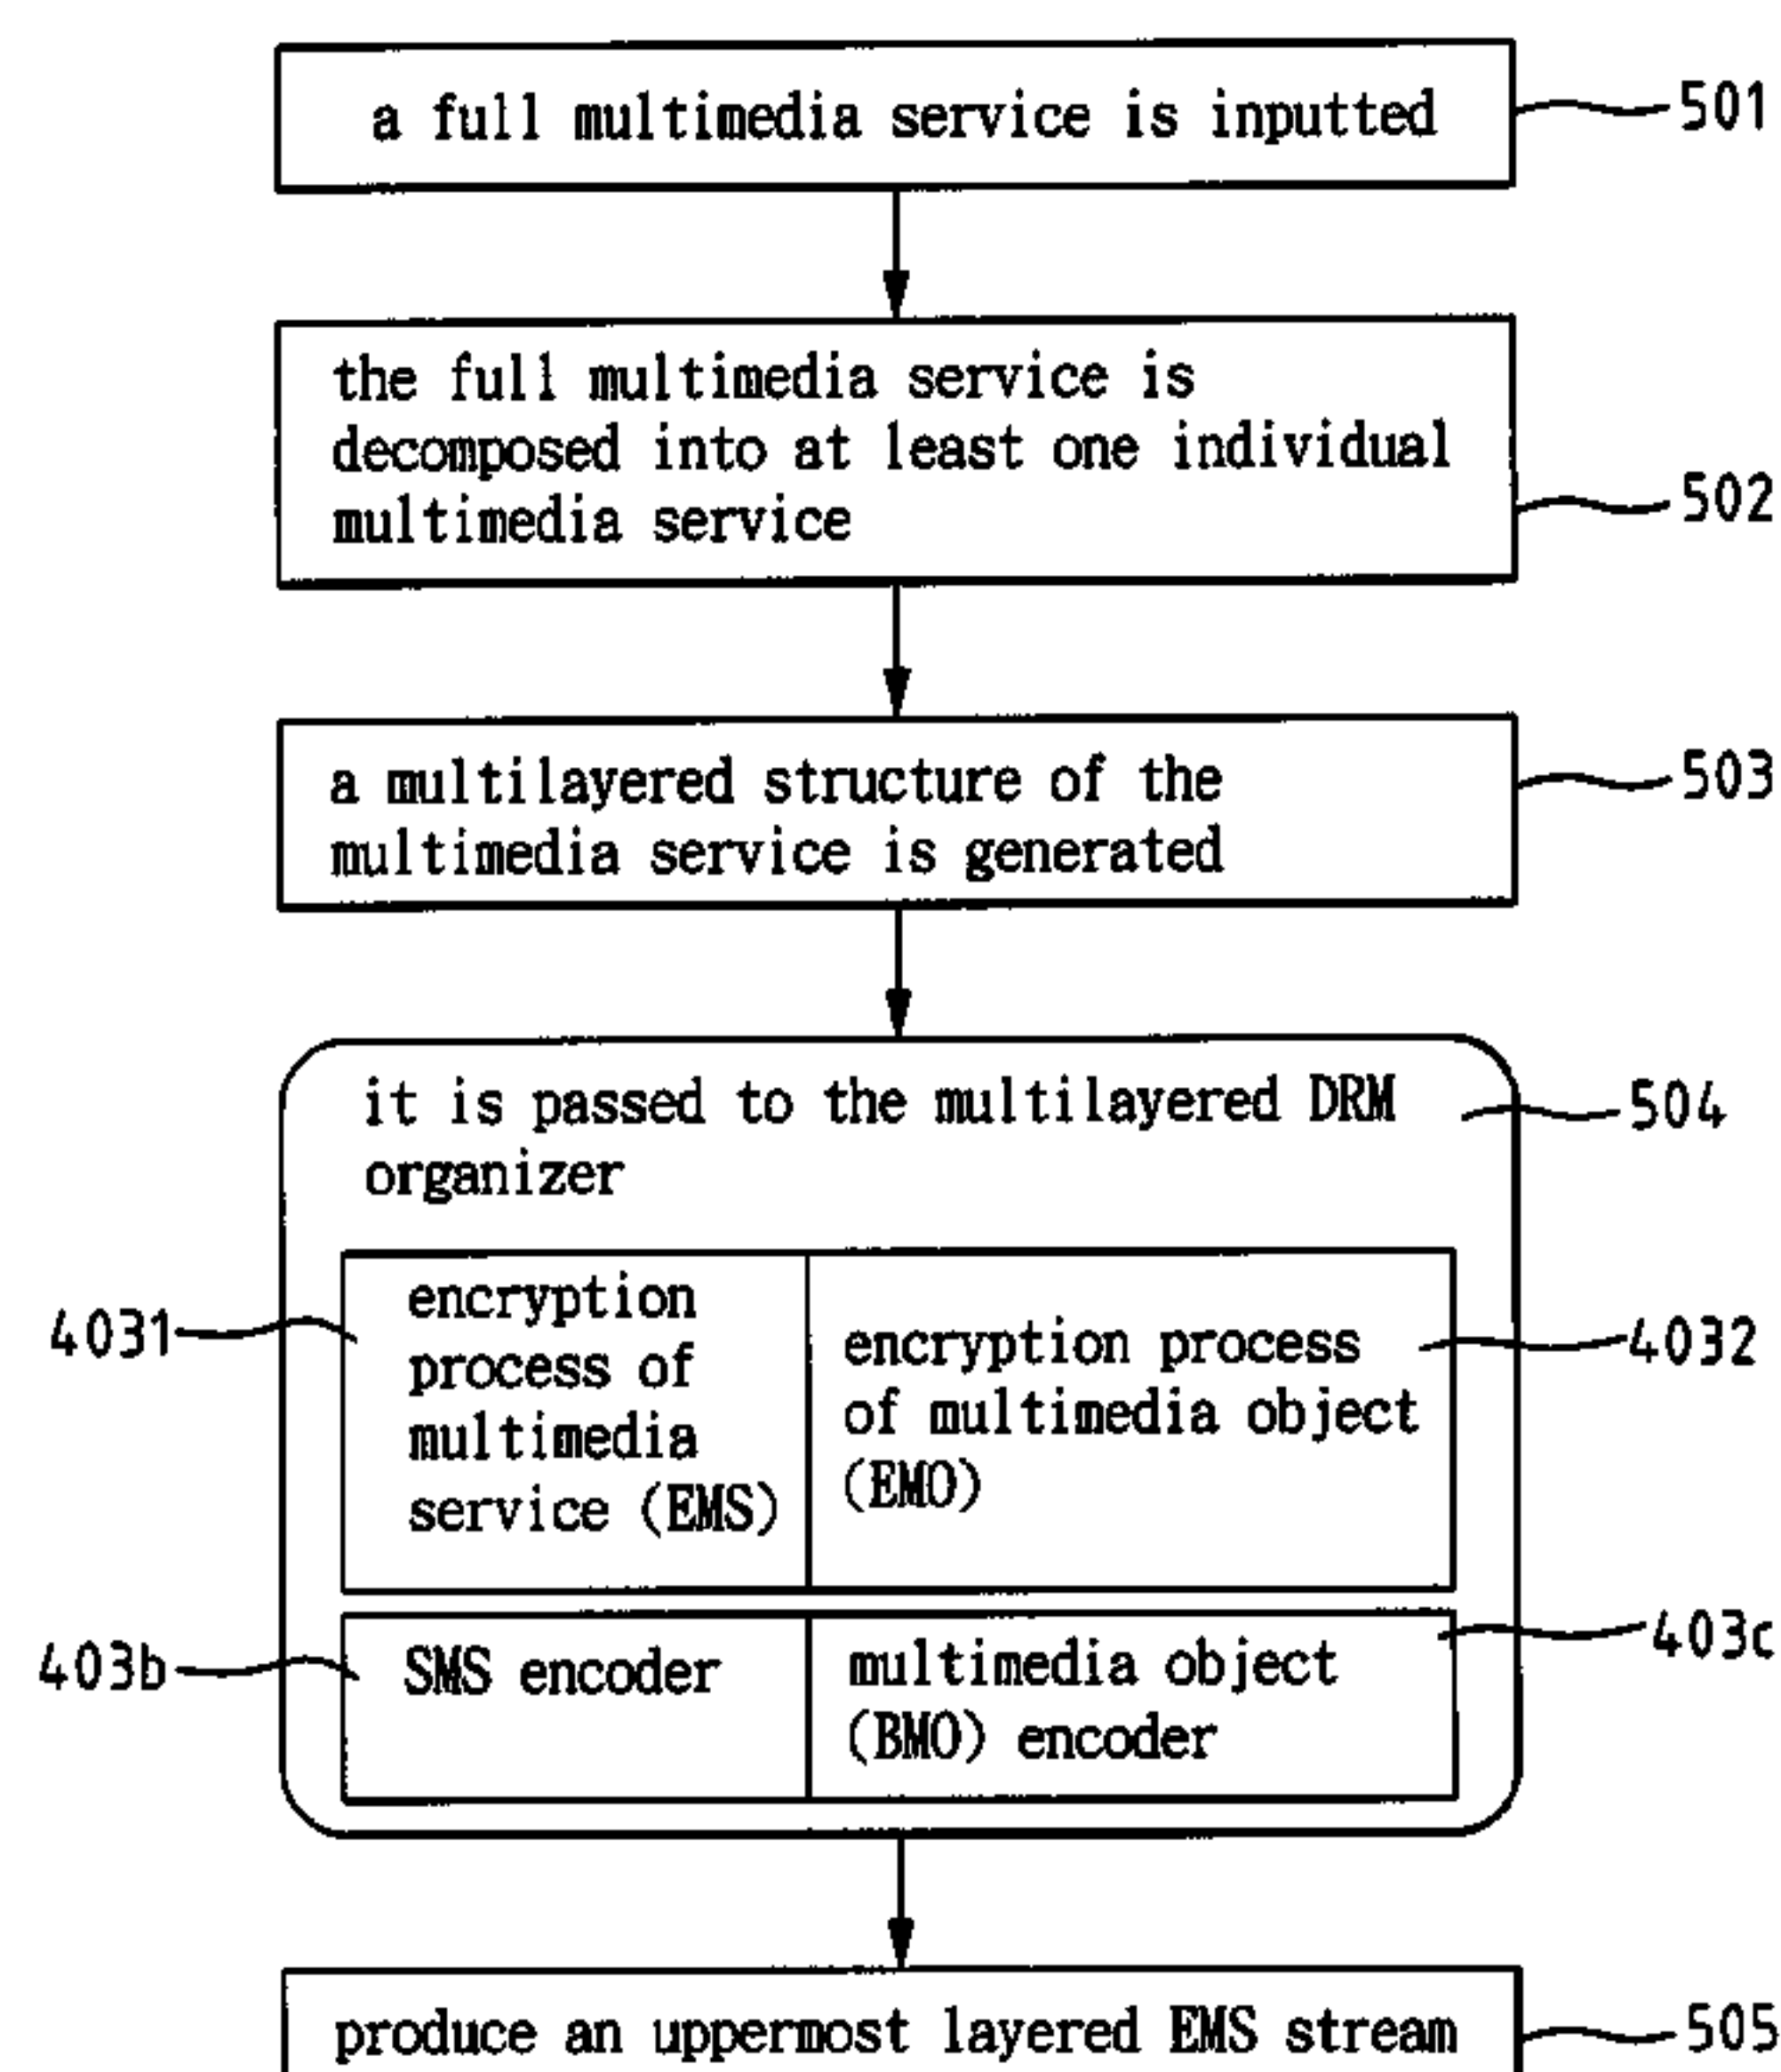 a full multimedia service is inputted
501
the full multimedia service is
decomposed into at least one individual
multimedia service
502
a multilayered structure of the
multimedia service is generated
503
it is passed to the multilayered DRM
organizer
504
4031
encryption
process of
multimedia
service (EMS)
encryption process
of multimedia object
(EMO)
4032
403b
SMS encoder
multimedia object
(BMO) encoder
403c
produce an uppermost layered EMS stream
505